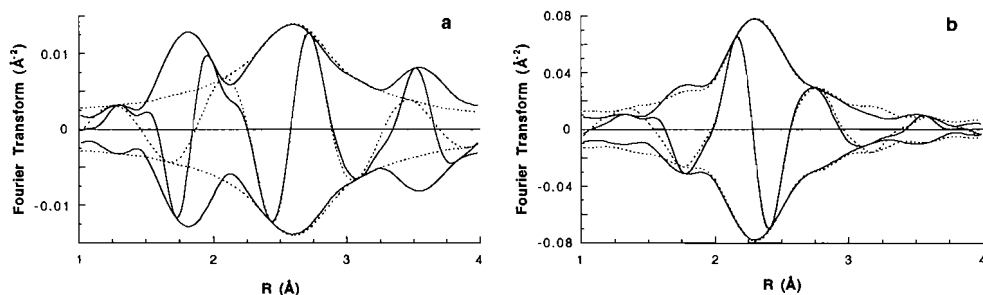 a
Fourier Transform (Å-2)
0.01
0
-0.01
1
2
3
4
R (Å)
b
Fourier Transform (Å-2)
0.08
0.04
0
-0.04
-0.08
1
2
3
4
R (Å)